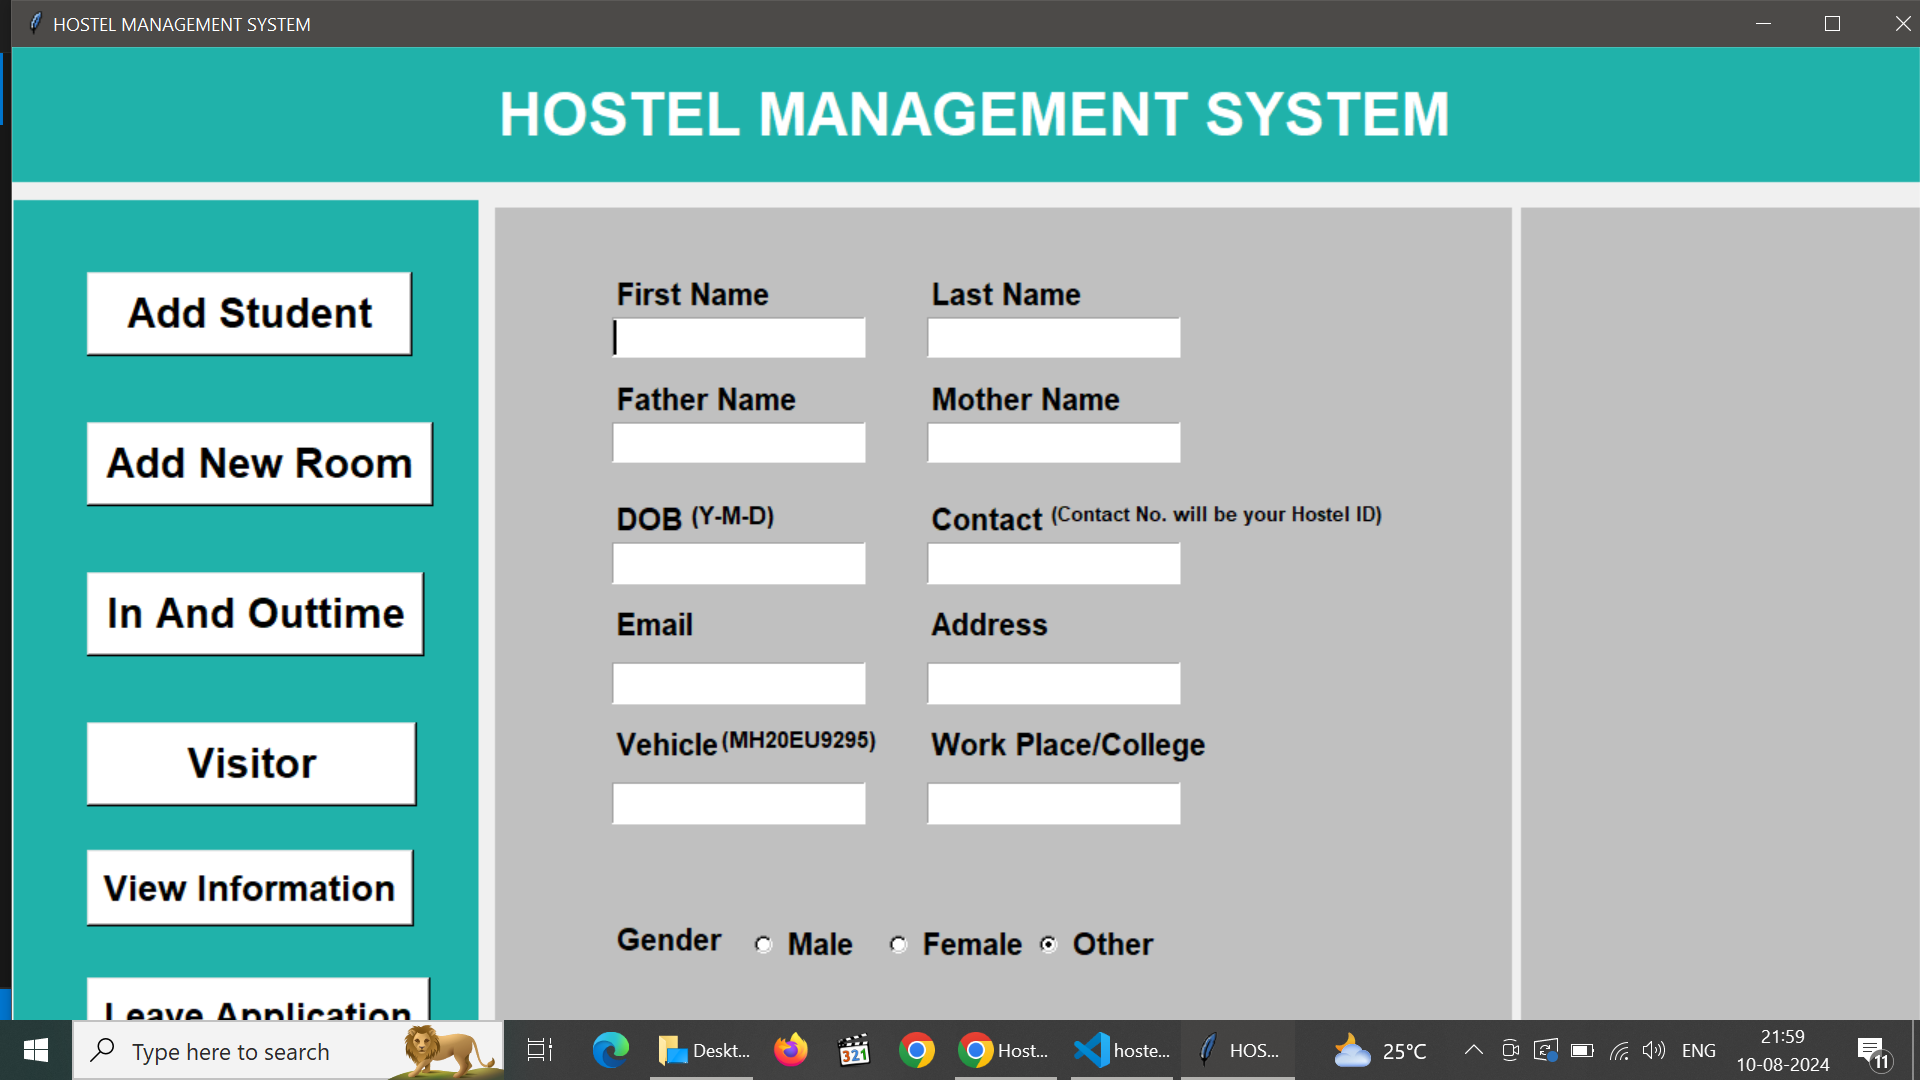 HOSTEL MANAGEMENT SYSTEM
HOSTEL MANAGEMENT SYSTEM
Add Student
Add New Room
In And Outtime
Visitor
View Information
Leave Application
First Name
Last Name
Father Name
Mother Name
DOB (Y-M-D)
Contact (Contact No. will be your Hostel ID)
Email
Address
Vehicle (MH20EU9295)
Work Place/College
Gender Male Female Other
Type here to search
Deskt...
321
Host...
hoste...
HOS...
25°C
ENG
21:59
10-08-2024
11